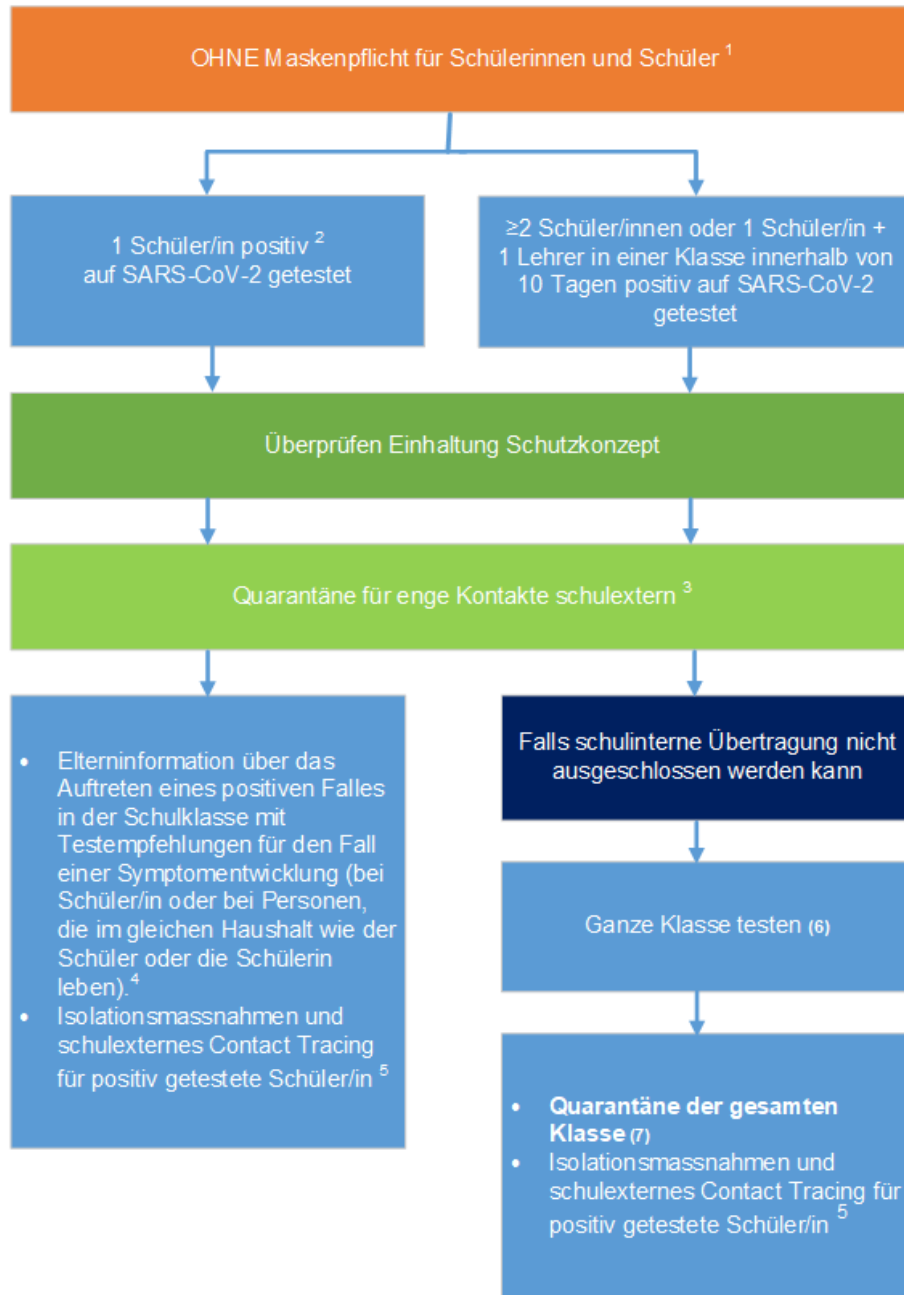 OHNE Maskenpflicht für Schülerinnen und Schüler ¹
1 Schüler/in positiv ²
auf SARS-CoV-2 getestet
≥2 Schüler/innen oder 1 Schüler/in +
1 Lehrer in einer Klasse innerhalb von
10 Tagen positiv auf SARS-CoV-2
getestet
Überprüfen Einhaltung Schutzkonzept
Quarantäne für enge Kontakte schulextern ³
• Elterninformation über das
Auftreten eines positiven Falles
in der Schulklasse mit
Testempfehlungen für den Fall
einer Symptomentwicklung (bei
Schüler/in oder bei Personen,
die im gleichen Haushalt wie der
Schüler oder die Schülerin
leben).⁴
• Isolationsmassnahmen und
schulexternes Contact Tracing
für positiv getestete Schüler/in ⁵
Falls schulinterne Übertragung nicht
ausgeschlossen werden kann
Ganze Klasse testen (6)
• Quarantäne der gesamten
Klasse (7)
• Isolationsmassnahmen und
schulexternes Contact Tracing für
positiv getestete Schüler/in ⁵